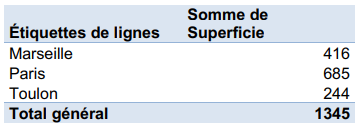 Étiquettes de lignes Somme de Superficie
Marseille 416
Paris 685
Toulon 244
Total général 1345